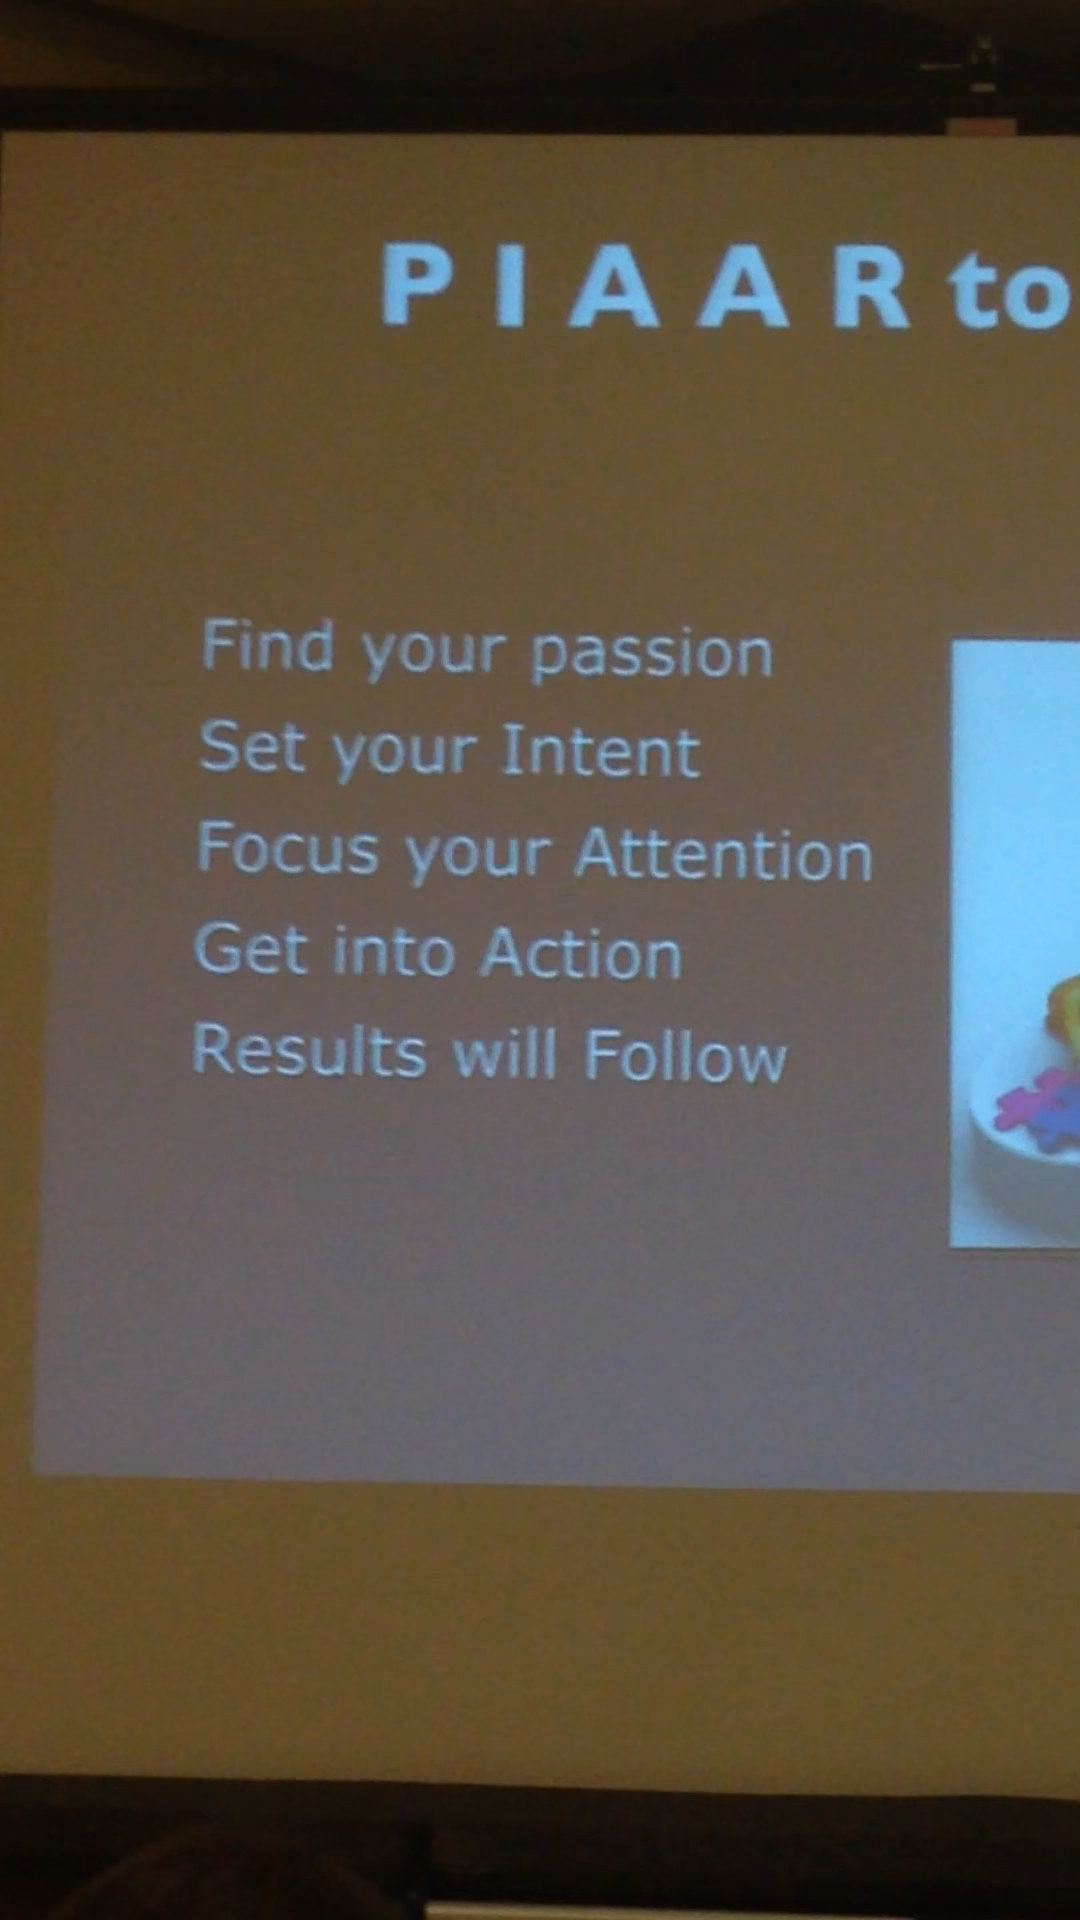 P I A A R to
Find your passion
Set your Intent
Focus your Attention
Get into Action
Results will Follow